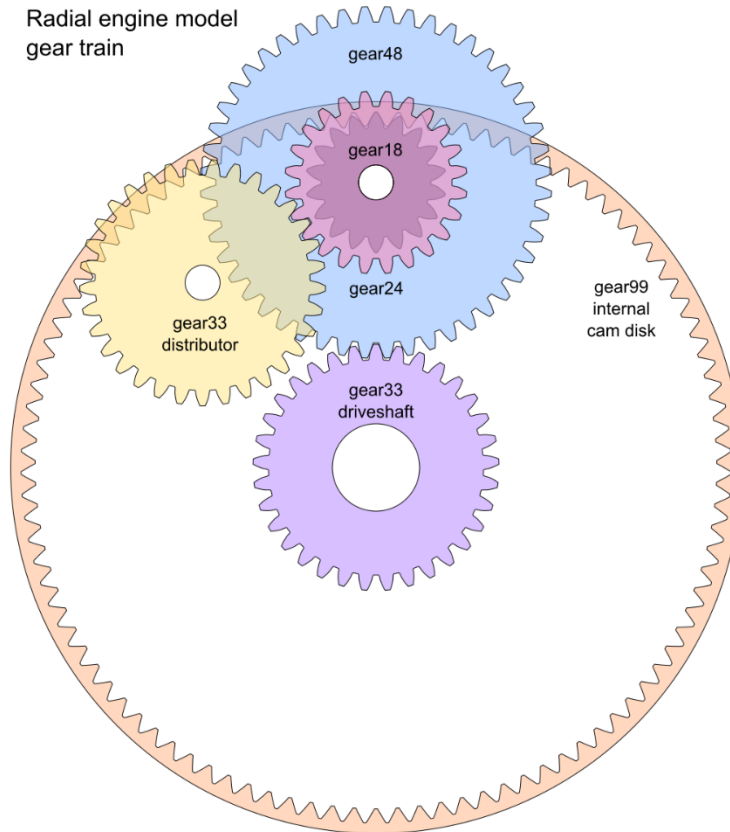 Radial engine model
gear train
gear48
gear18
gear24
gear33
distributor
gear99
internal
cam disk
gear33
driveshaft